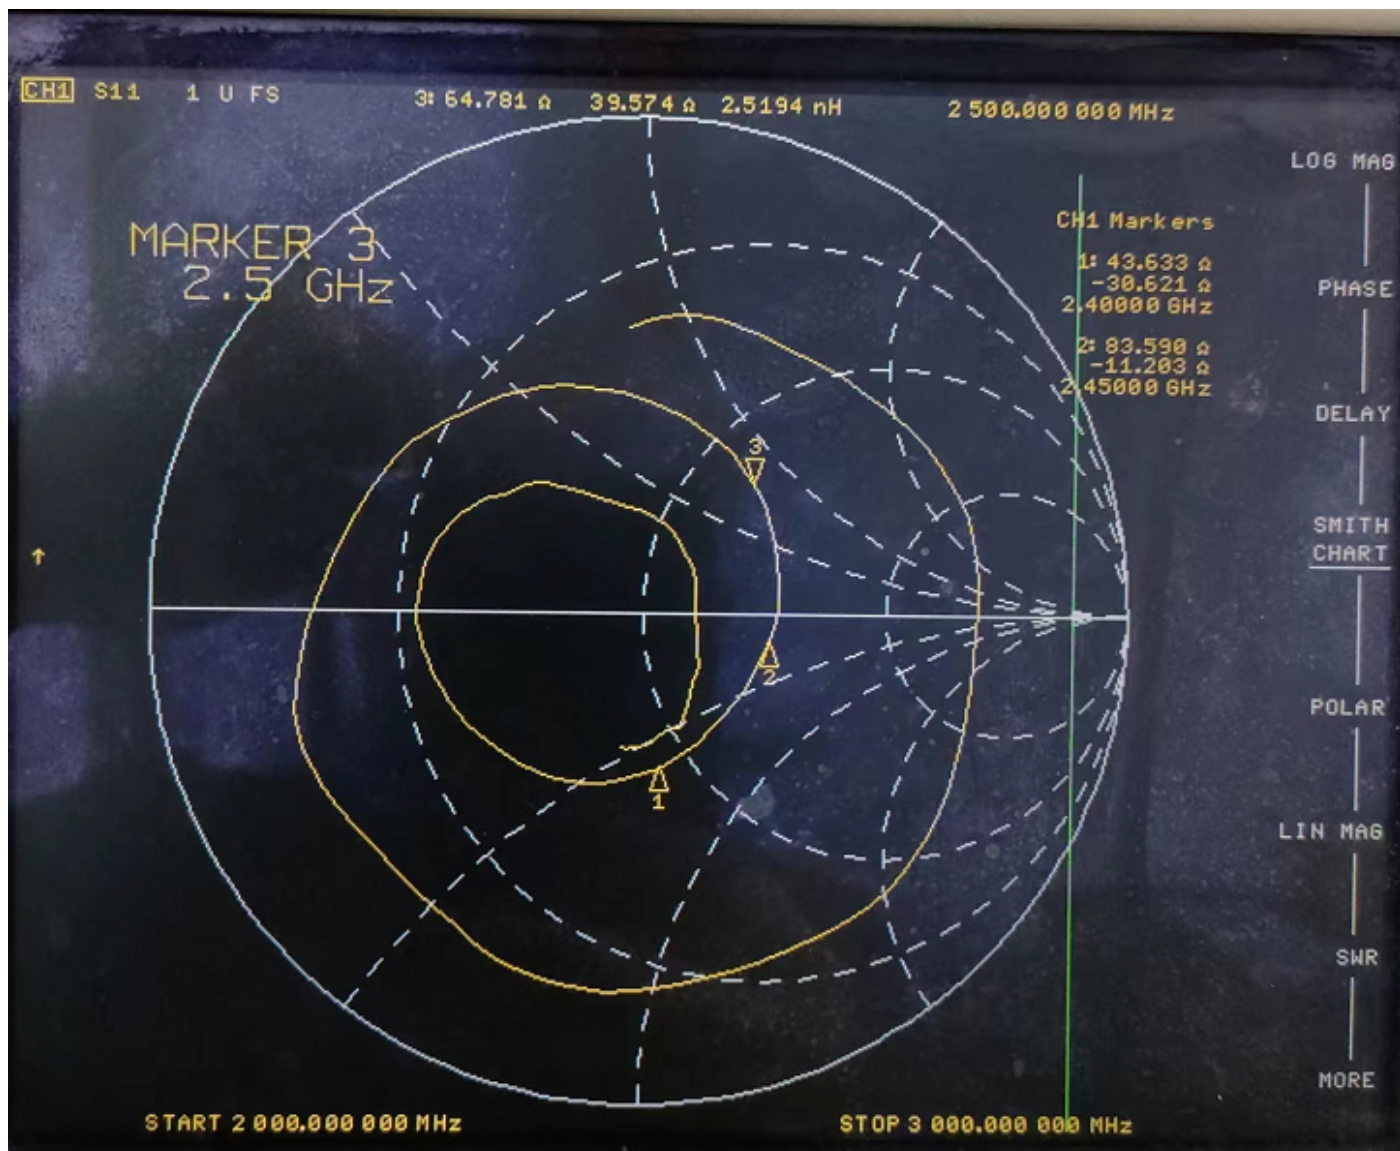 CH1 S11 1 U FS 3: 64.781 Ω 39.574 Ω 2.5194 nH 2 500.000 000 MHz
MARKER 3
2.5 GHz
CH1 Markers
1: 43.633 Ω
-30.621 Ω
2.40000 GHz
2: 83.590 Ω
-11.203 Ω
2.45000 GHz
3
2
1
LOG MAG
PHASE
DELAY
SMITH
CHART
POLAR
LIN MAG
SWR
MORE
START 2 000.000 000 MHz STOP 3 000.000 000 MHz